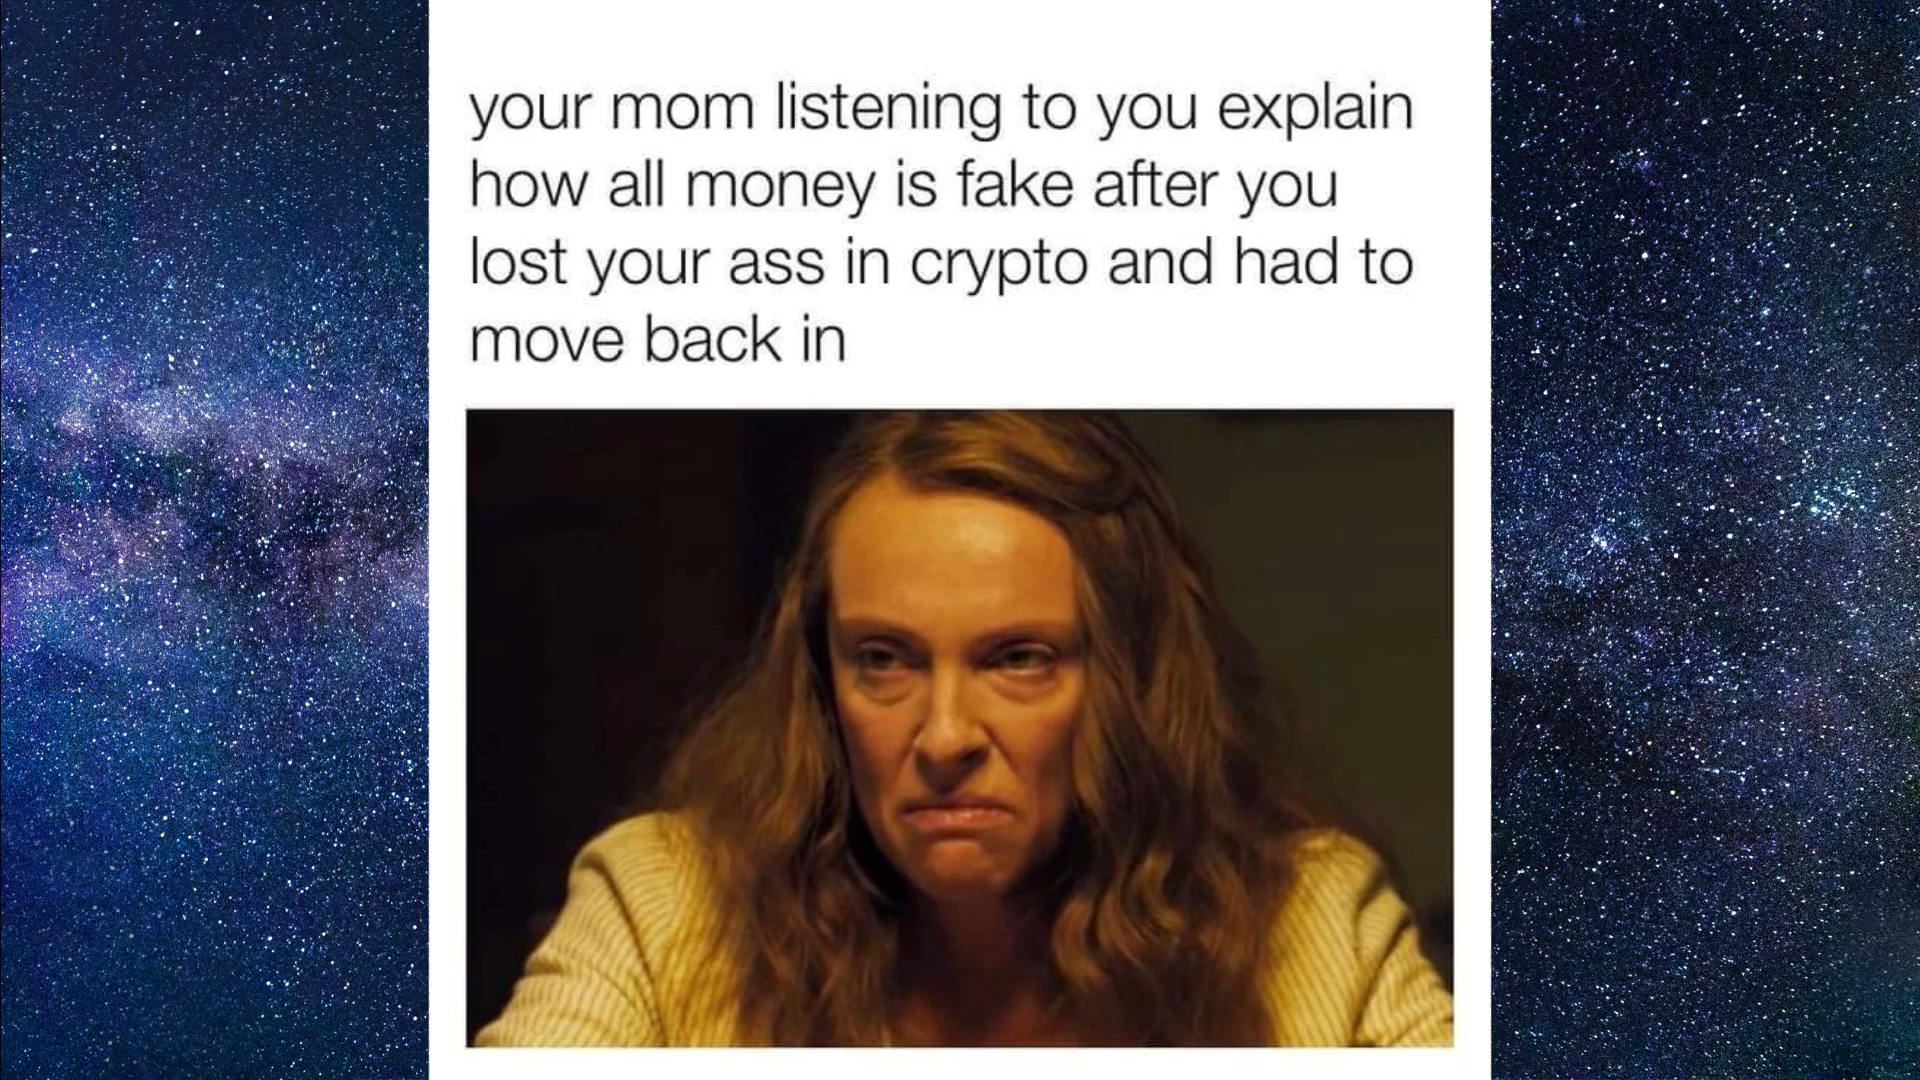 your mom listening to you explain
how all money is fake after you
lost your ass in crypto and had to
move back in